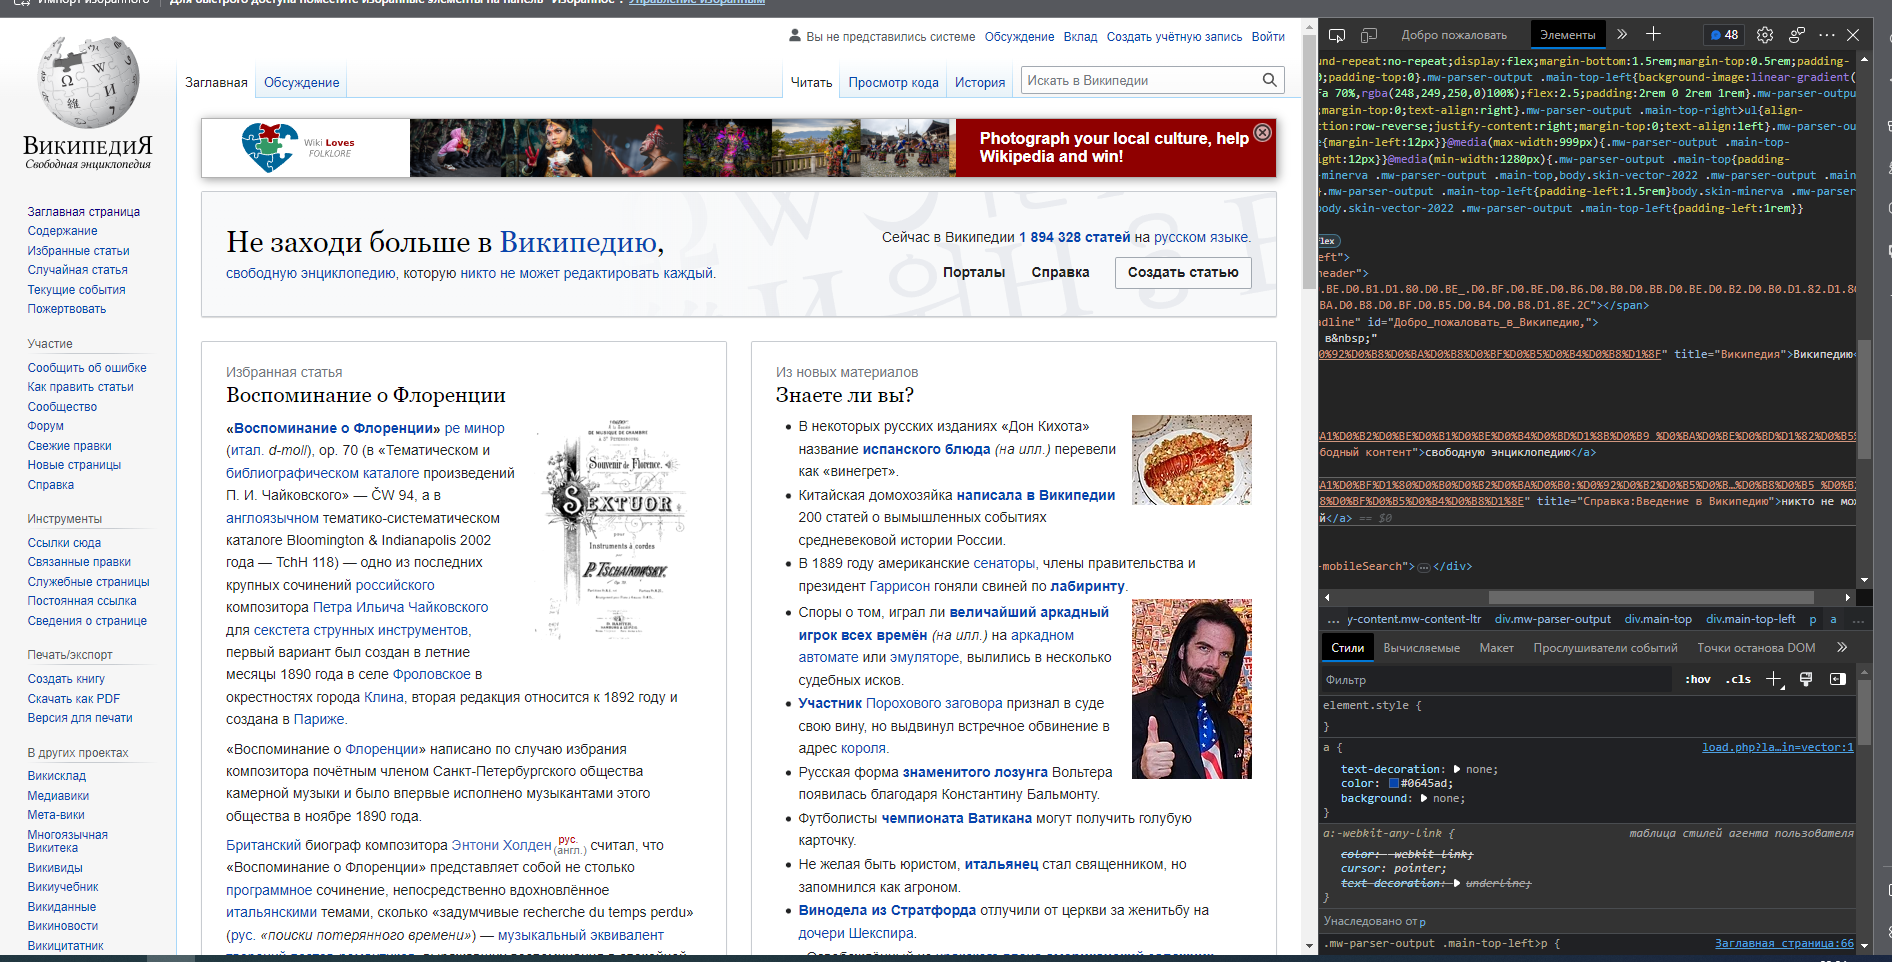 Импорт избранного
Для быстрого доступа поместите избранные элементы на панель "Избранное". Управление избранным
Вы не представились системе Обсуждение Вклад Создать учётную запись Войти
Заглавная Обсуждение Читать Просмотр кода История Искать в Википедии
ВикипедиЯ
Свободная энциклопедия
Заглавная страница
Содержание
Избранные статьи
Случайная статья
Текущие события
Пожертвовать
Участие
Сообщить об ошибке
Как править статьи
Сообщество
Форум
Свежие правки
Новые страницы
Справка
Инструменты
Ссылки сюда
Связанные правки
Служебные страницы
Постоянная ссылка
Сведения о странице
Печать/экспорт
Создать книгу
Скачать как PDF
Версия для печати
В других проектах
Викисклад
Медиавики
Мета-вики
Многоязычная
Викитека
Викивиды
Викиучебник
Викиданные
Викиновости
Викицитатник
Wiki Loves
FOLKLORE
Photograph your local culture, help
Wikipedia and win!
Не заходи больше в Википедию,
свободную энциклопедию, которую никто не может редактировать каждый.
Сейчас в Википедии 1 894 328 статей на русском языке.
Порталы Справка Создать статью
Избранная статья
Воспоминание о Флоренции
«Воспоминание о Флоренции» ре минор
(итал. d-moll), op. 70 (в «Тематическом и
библиографическом каталоге произведений
П. И. Чайковского» — ČW 94, а в
англоязычном тематико-систематическом
каталоге Bloomington & Indianapolis 2002
года — TchH 118) — одно из последних
крупных сочинений российского
композитора Петра Ильича Чайковского
для секстета струнных инструментов,
первый вариант был создан в летние
месяцы 1890 года в селе Фроловское в
окрестностях города Клина, вторая редакция относится к 1892 году и
создана в Париже.
«Воспоминание о Флоренции» написано по случаю избрания
композитора почётным членом Санкт-Петербургского общества
камерной музыки и было впервые исполнено музыкантами этого
общества в ноябре 1890 года.
Британский биограф композитора Энтони Холден рус. (англ.) считал, что
«Воспоминание о Флоренции» представляет собой не столько
программное сочинение, непосредственно вдохновлённое
итальянскими темами, сколько «задумчивые recherche du temps perdu»
(рус. «поиски потерянного времени») — музыкальный эквивалент
Souvenir de Florence.
SEXTUOR
pour
Instruments à cordes
par
P. TSCHAIKOWSKY.
Из новых материалов
Знаете ли вы?
В некоторых русских изданиях «Дон Кихота»
название испанского блюда (на илл.) перевели
как «винегрет».
Китайская домохозяйка написала в Википедии
200 статей о вымышленных событиях
средневековой истории России.
В 1889 году американские сенаторы, члены правительства и
президент Гаррисон гоняли свиней по лабиринту.
Споры о том, играл ли величайший аркадный
игрок всех времён (на илл.) на аркадном
автомате или эмуляторе, вылились в несколько
судебных исков.
Участник Порохового заговора признал в суде
свою вину, но выдвинул встречное обвинение в
адрес короля.
Русская форма знаменитого лозунга Вольтера
появилась благодаря Константину Бальмонту.
Футболисты чемпионата Ватикана могут получить голубую
карточку.
Не желая быть юристом, итальянец стал священником, но
запомнился как агроном.
Винодела из Стратфорда отлучили от церкви за женитьбу на
дочери Шекспира.
Добро пожаловать Элементы 48
und-repeat:no-repeat;display:flex;margin-bottom:1.5rem;margin-top:0.5rem;padding-
;padding-top:0}.mw-parser-output .main-top-left{background-image:linear-gradient(
fa 70%,rgba(248,249,250,0)100%);flex:2.5;padding:2rem 0 2rem 1rem}.mw-parser-outpu
;margin-top:0;text-align:right}.mw-parser-output .main-top-right>ul{align-
ction:row-reverse;justify-content:right;margin-top:0;text-align:left}.mw-parser-ou
e{margin-left:12px}}@media(max-width:999px){.mw-parser-output .main-top-
ight:12px}}@media(min-width:1280px){.mw-parser-output .main-top{padding-
-minerva .mw-parser-output .main-top,body.skin-vector-2022 .mw-parser-output .main
}.mw-parser-output .main-top-left{padding-left:1.5rem}body.skin-minerva .mw-parser
body.skin-vector-2022 .mw-parser-output .main-top-left{padding-left:1rem}}
flex
eft">
header">
.BE.D0.B1.D1.80.D0.BE_.D0.BF.D0.BE.D0.B6.D0.B0.D0.BB.D0.BE.D0.B2.D0.B0.D1.82.D1.8
BA.D0.B8.D0.BF.D0.B5.D0.B4.D0.B8.D1.8E.2C"></span>
adline" id="Добро_пожаловать_в_Википедию,">
в&nbsp;"
0%92%D0%B8%D0%BA%D0%B8%D0%BF%D0%B5%D0%B4%D0%B8%D1%8F" title="Википедия">Википедию<
A1%D0%B2%D0%BE%D0%B1%D0%BE%D0%B4%D0%BD%D1%8B%D0%B9_%D0%BA%D0%BE%D0%BD%D1%82%D0%B5
бодный контент">свободную энциклопедию</a>
A1%D0%BF%D1%80%D0%B0%D0%B2%D0%BA%D0%B0:%D0%92%D0%B2%D0%B5%D0%B…%D0%B8%D0%B5_%D0%B
8%D0%BF%D0%B5%D0%B4%D0%B8%D1%8E" title="Справка:Введение в Википедию">никто не мож
й</a> == $0
-mobileSearch">…</div>
… y-content.mw-content-ltr div.mw-parser-output div.main-top div.main-top-left p a …
Стили Вычисляемые Макет Прослушиватели событий Точки останова DOM
Фильтр :hov .cls
element.style {
}
a { load.php?la…in=vector:1
text-decoration: none;
color: #0645ad;
background: none;
}
a:-webkit-any-link { таблица стилей агента пользователя
color: -webkit-link;
cursor: pointer;
text-decoration: underline;
}
Унаследовано от p
.mw-parser-output .main-top-left>p { Заглавная страница:66